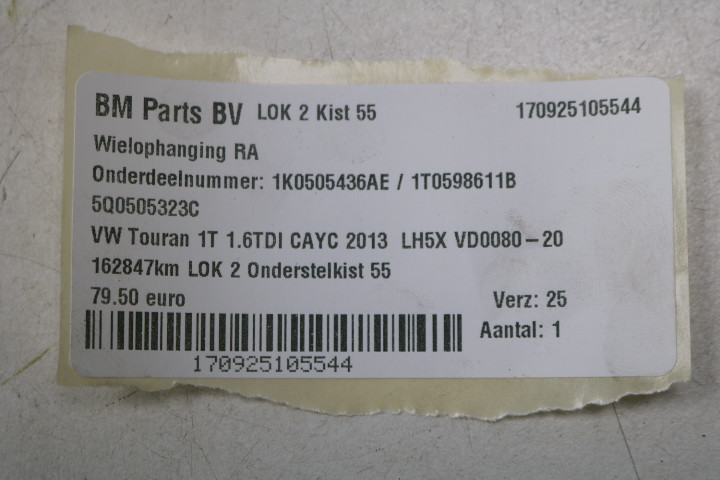 BM Parts BV LOK 2 Kist 55 170925105544
Wielophanging RA
Onderdeelnummer: 1K0505436AE / 1T0598611B
5Q0505323C
VW Touran 1T 1.6TDI CAYC 2013 LH5X VD0080-20
162847km LOK 2 Onderstelkist 55
79.50 euro Verz: 25
Aantal: 1
170925105544